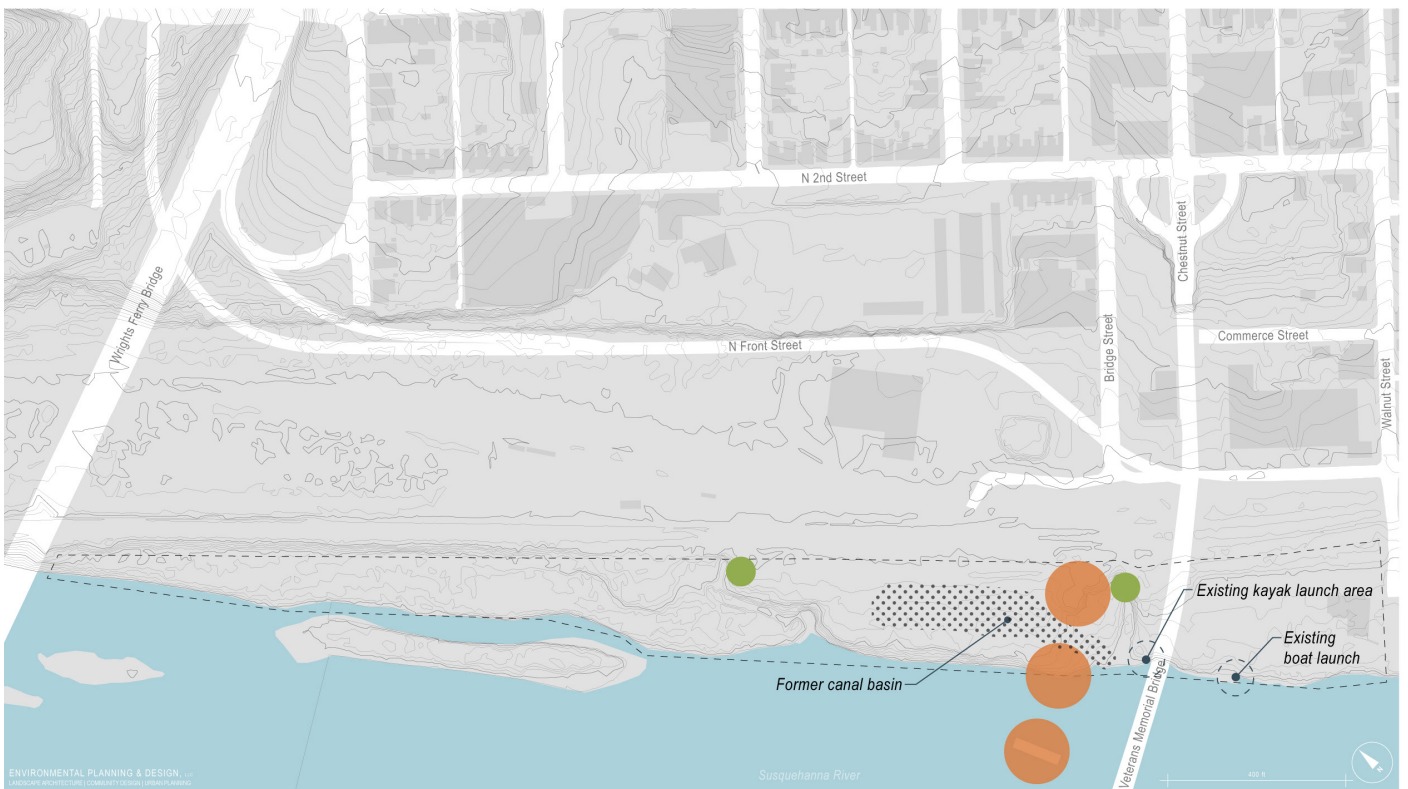 N 2nd Street
Chestnut Street
Wrights Ferry Bridge
N Front Street
Bridge Street
Commerce Street
Walnut Street
Existing kayak launch area
Existing
boat launch
Former canal basin
Veterans Memorial Bridge
ENVIRONMENTAL PLANNING & DESIGN, LLC
LANDSCAPE ARCHITECTURE | COMMUNITY DESIGN | URBAN PLANNING
Susquehanna River
400 ft